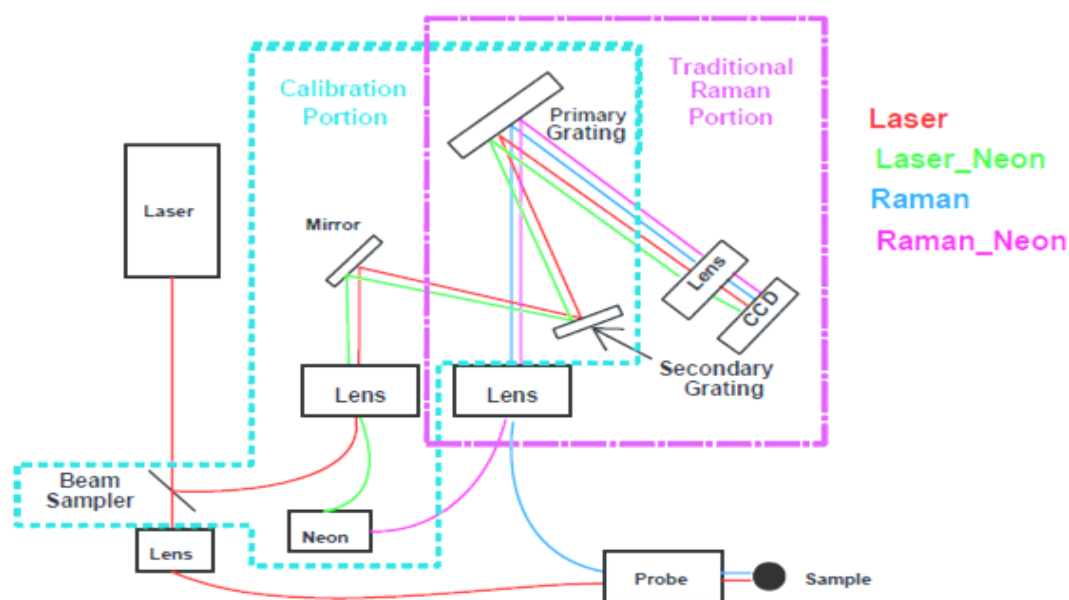 Calibration
Portion
Traditional
Raman
Portion
Primary
Grating
Laser
Laser_Neon
Raman
Raman_Neon
Laser
Mirror
Lens
CCD
Secondary
Grating
Lens
Lens
Beam
Sampler
Neon
Lens
Probe
Sample